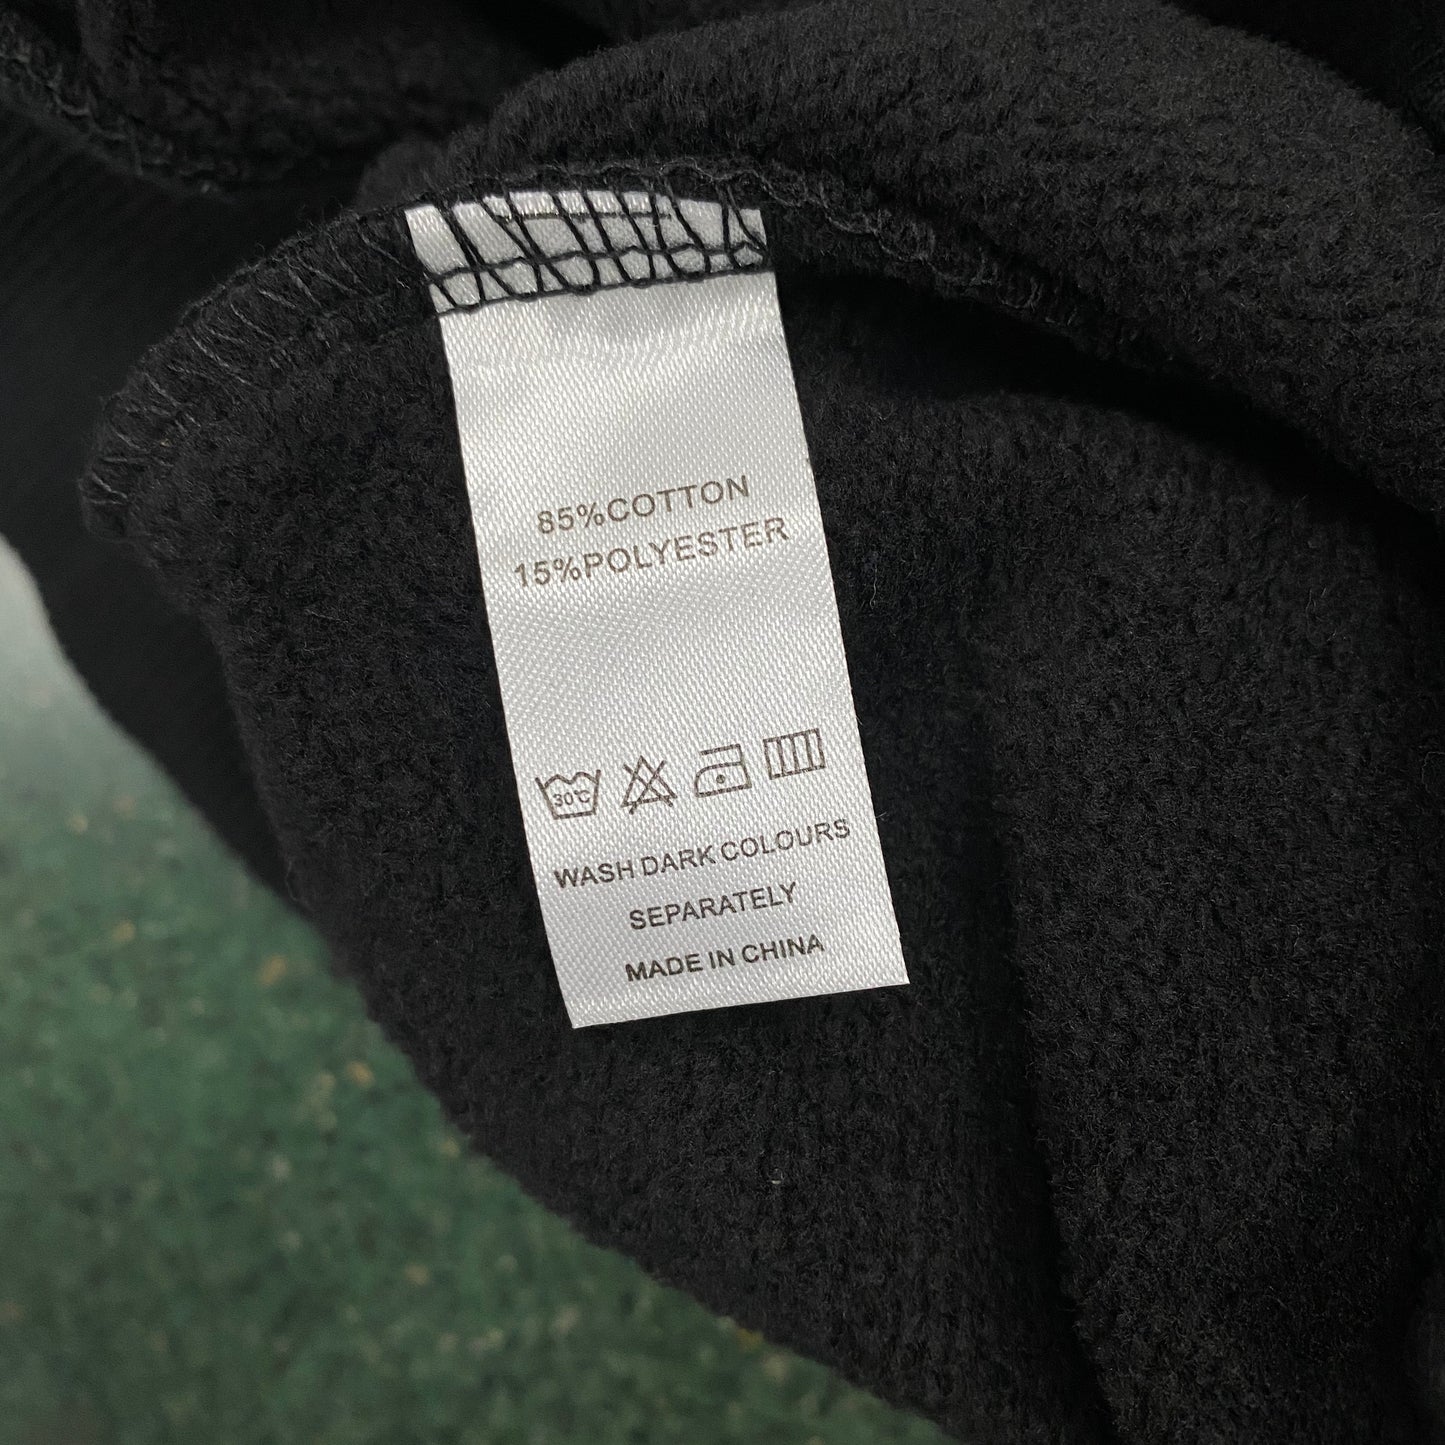 85%COTTON
15%POLYESTER
30°C
WASH DARK COLOURS
SEPARATELY
MADE IN CHINA